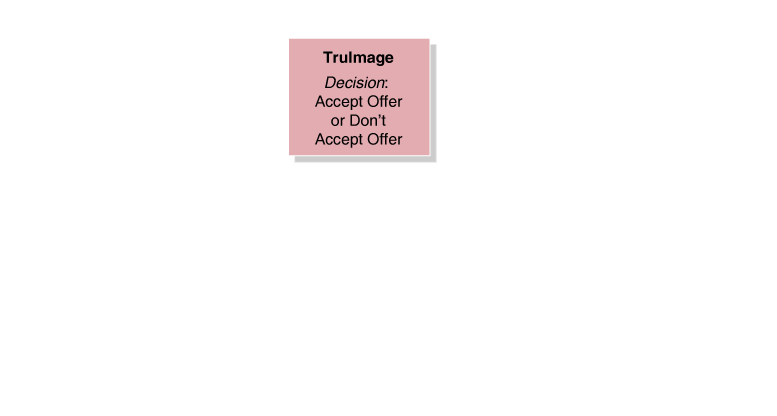 TruImage
Decision:
Accept Offer
or Don’t
Accept Offer